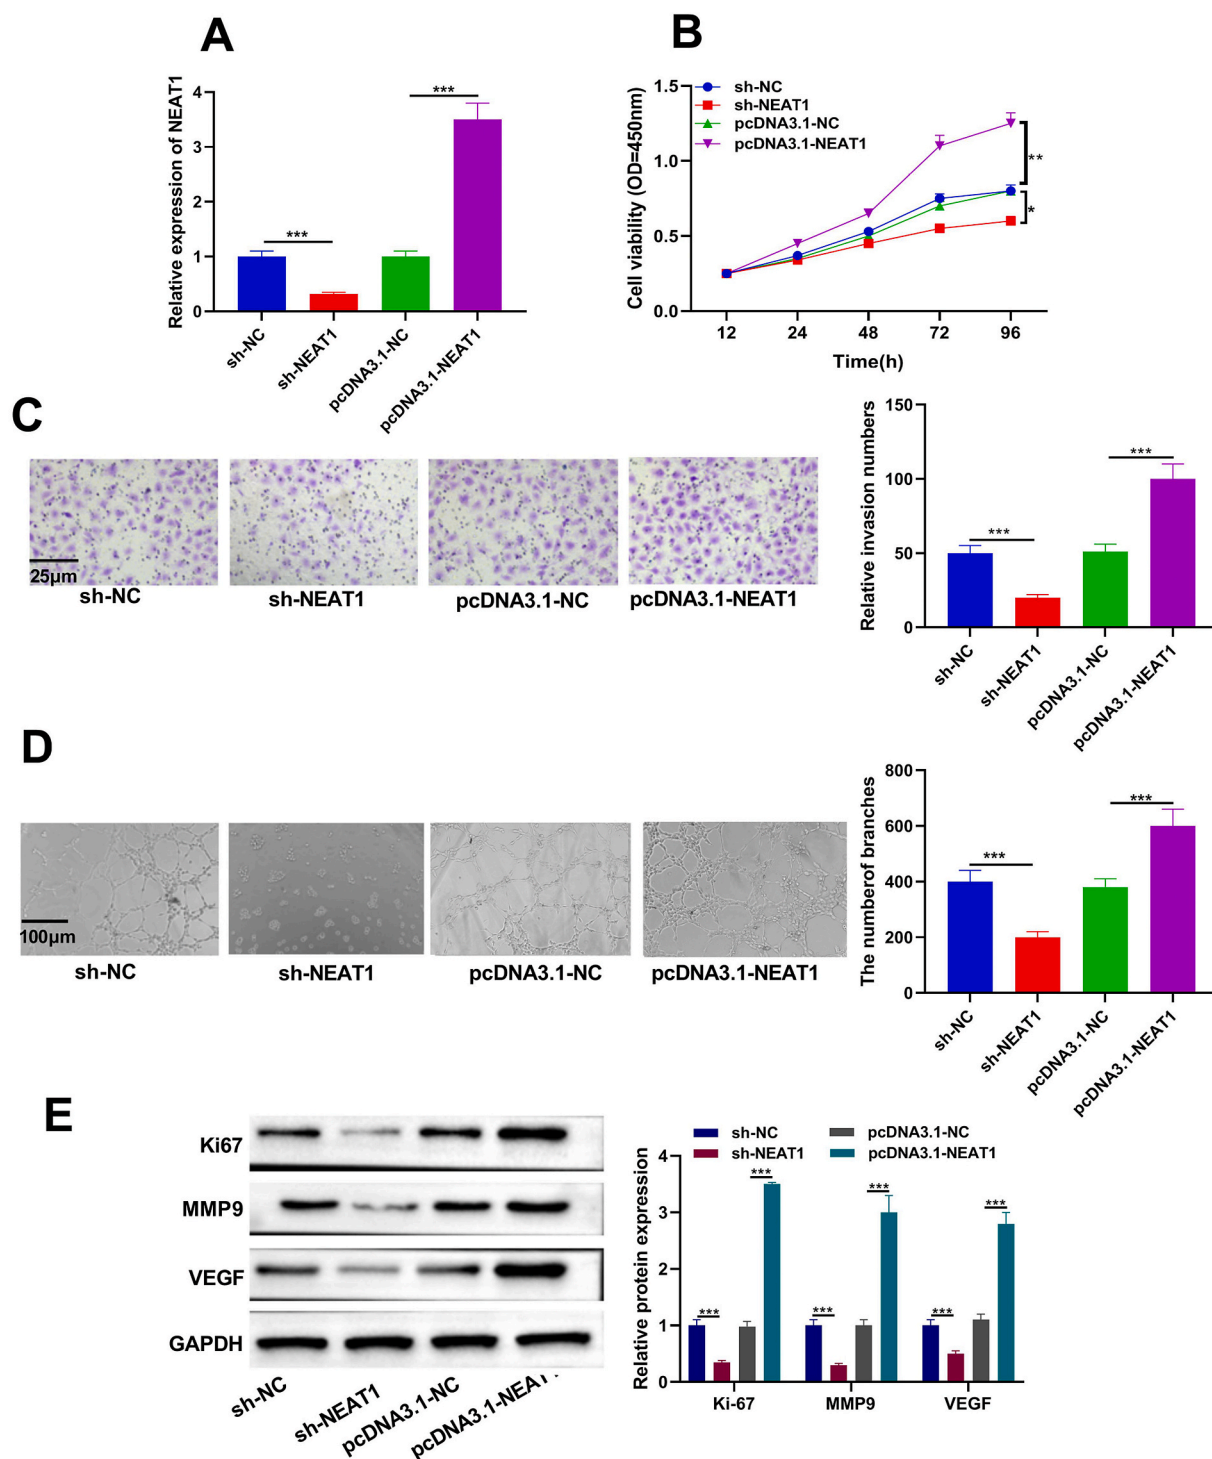 A
Relative expression of NEAT1
4
3
2
1
0
***
***
sh-NC
sh-NEAT1
pcDNA3.1-NC
pcDNA3.1-NEAT1
B
Cell viability (OD=450nm)
1.5
1.0
0.5
0.0
sh-NC
sh-NEAT1
pcDNA3.1-NC
pcDNA3.1-NEAT1
**
*
12 24 48 72 96
Time(h)
C
25μm
sh-NC
sh-NEAT1
pcDNA3.1-NC
pcDNA3.1-NEAT1
Relative invasion numbers
150
100
50
0
***
***
sh-NC
sh-NEAT1
pcDNA3.1-NC
pcDNA3.1-NEAT1
D
100μm
sh-NC
sh-NEAT1
pcDNA3.1-NC
pcDNA3.1-NEAT1
The numberof branches
800
600
400
200
0
***
***
sh-NC
sh-NEAT1
pcDNA3.1-NC
pcDNA3.1-NEAT1
E
Ki67
MMP9
VEGF
GAPDH
sh-NC
sh-NEAT1
pcDNA3.1-NC
pcDNA3.1-NEAT
sh-NC
sh-NEAT1
pcDNA3.1-NC
pcDNA3.1-NEAT1
Relative protein expression
4
3
2
1
0
***
***
***
***
***
***
Ki-67 MMP9 VEGF